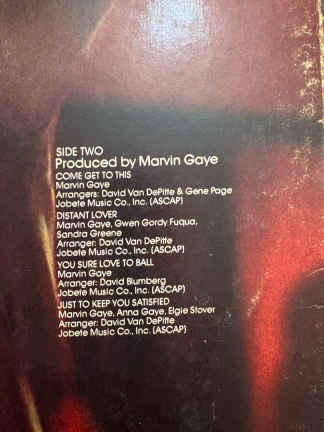 SIDE TWO
Produced by Marvin Gaye
COME GET TO THIS
Marvin Gaye
Arrangers: David Van DePitte & Gene Page
Jobete Music Co., Inc. (ASCAP)
DISTANT LOVER
Marvin Gaye, Gwen Gordy Fuqua,
Sandra Greene
Arranger: David Van DePitte
Jobete Music Co., Inc. (ASCAP)
YOU SURE LOVE TO BALL
Marvin Gaye
Arranger: David Blumberg
Jobete Music Co., Inc. (ASCAP)
JUST TO KEEP YOU SATISFIED
Marvin Gaye, Anna Gaye, Elgie Stover
Arranger: David Van DePitte
Jobete Music Co., Inc. (ASCAP)